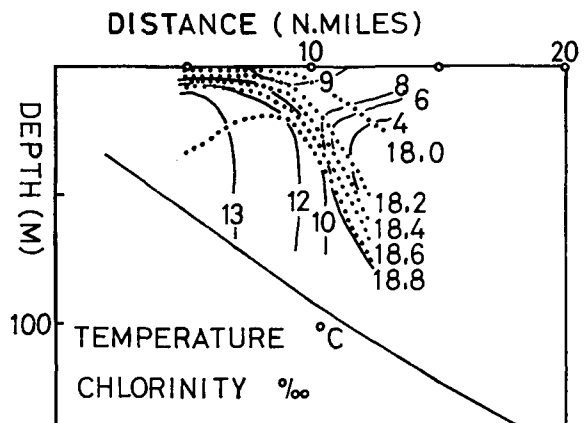 DISTANCE (N.MILES)
10 20
9 8
6
4
18.0
DEPTH (M)
13 12 10
18.2
18.4
18.6
18.8
100
TEMPERATURE °C
CHLORINITY ‰